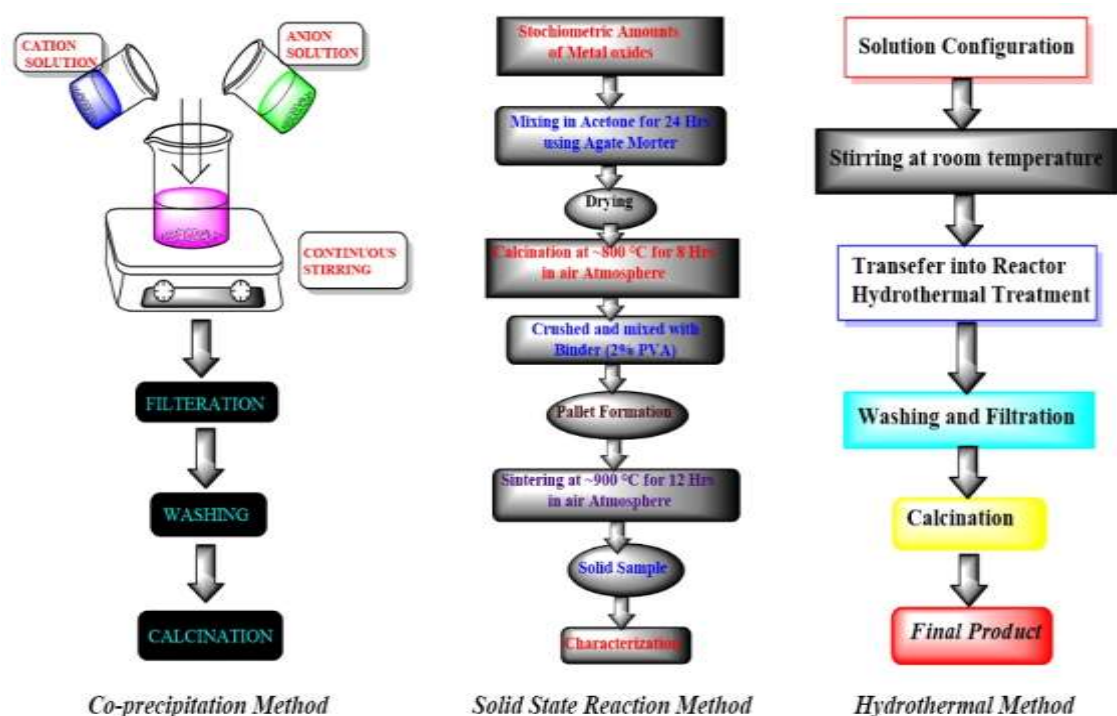 CATION
SOLUTION
ANION
SOLUTION
CONTINUOUS
STIRRING
FILTERATION
WASHING
CALCINATION
Co-precipitation Method
Stochiometric Amounts
of Metal oxides
Mixing in Acetone for 24 Hrs
using Agate Morter
Drying
Calcination at ~800 °C for 8 Hrs
in air Atmosphere
Crushed and mixed with
Binder (2% PVA)
Pallet Formation
Sintering at ~900 °C for 12 Hrs
in air Atmosphere
Solid Sample
Characterization
Solid State Reaction Method
Solution Configuration
Stirring at room temperature
Transefer into Reactor
Hydrothermal Treatment
Washing and Filtration
Calcination
Final Product
Hydrothermal Method